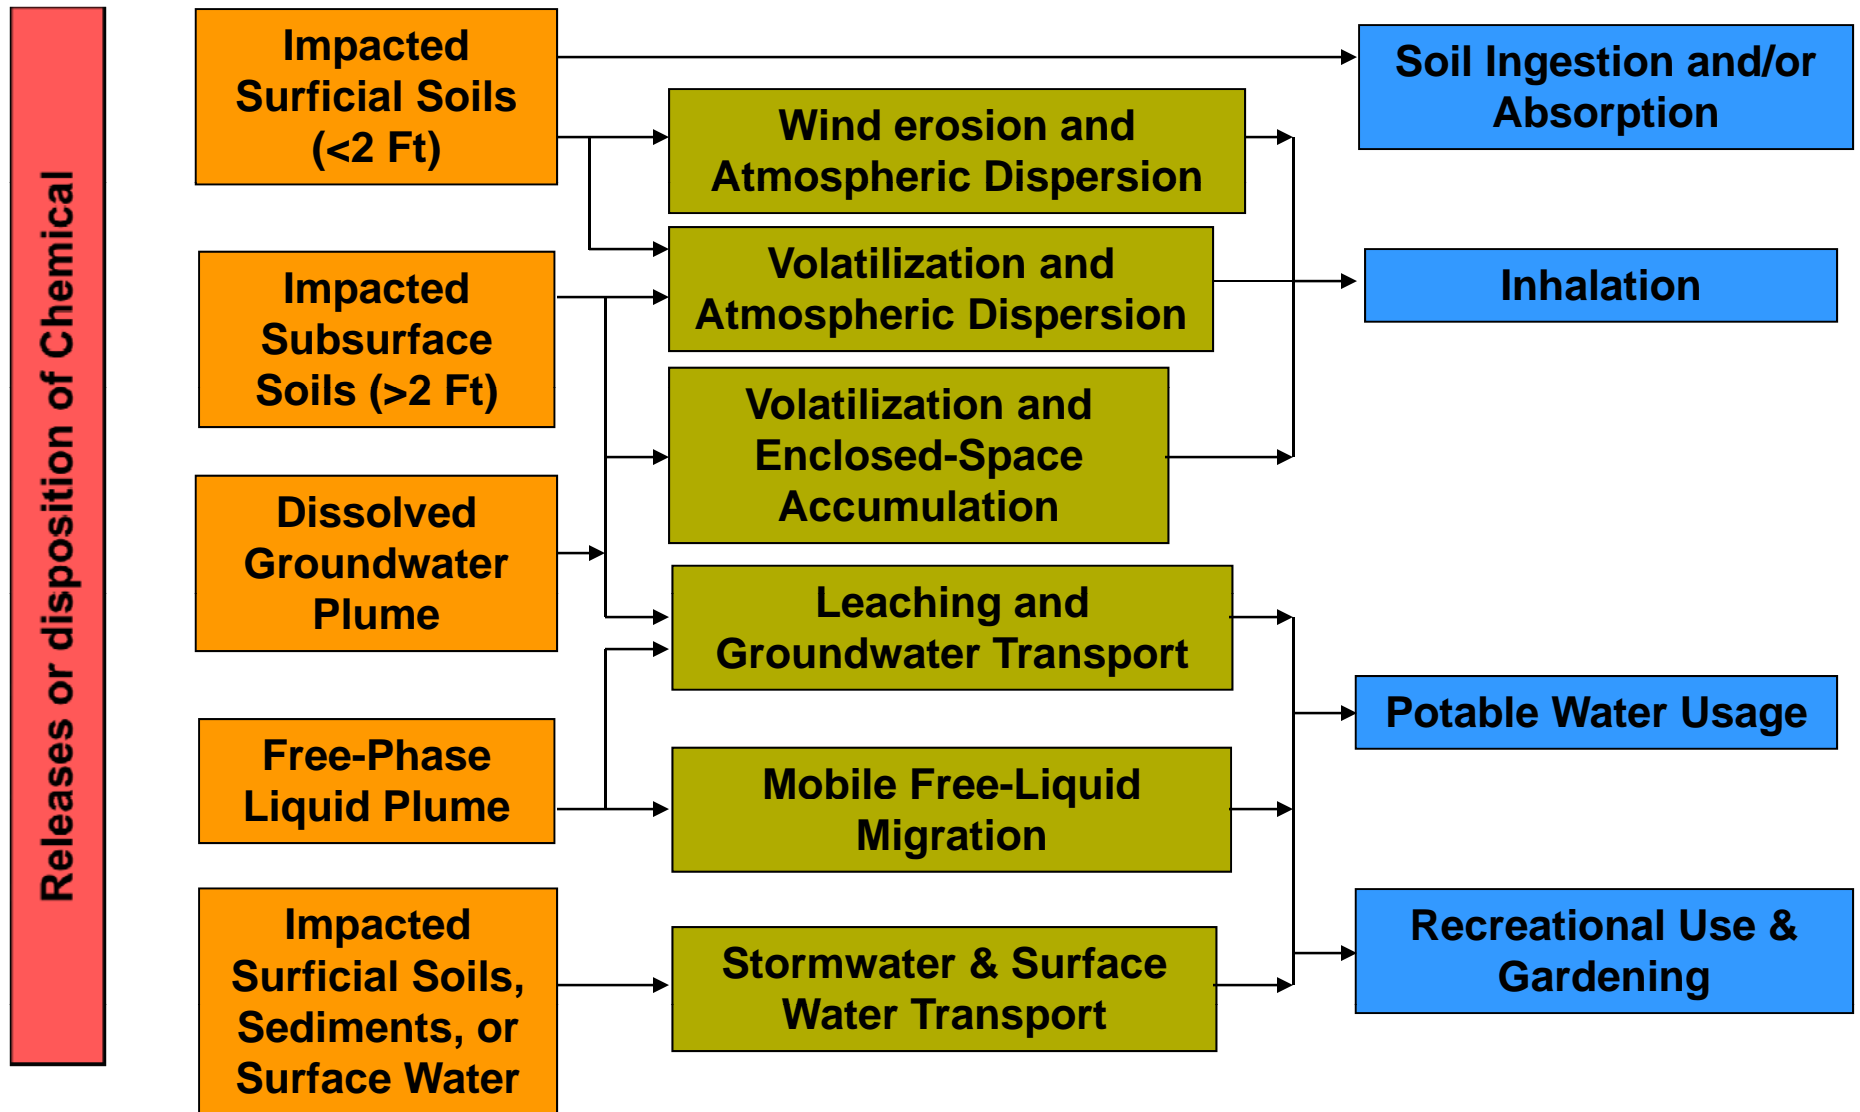 Releases or disposition of Chemical
Impacted
Surficial Soils
(<2 Ft)
Impacted
Subsurface
Soils (>2 Ft)
Dissolved
Groundwater
Plume
Free-Phase
Liquid Plume
Impacted
Surficial Soils,
Sediments, or
Surface Water
Wind erosion and
Atmospheric Dispersion
Volatilization and
Atmospheric Dispersion
Volatilization and
Enclosed-Space
Accumulation
Leaching and
Groundwater Transport
Mobile Free-Liquid
Migration
Stormwater & Surface
Water Transport
Soil Ingestion and/or
Absorption
Inhalation
Potable Water Usage
Recreational Use &
Gardening